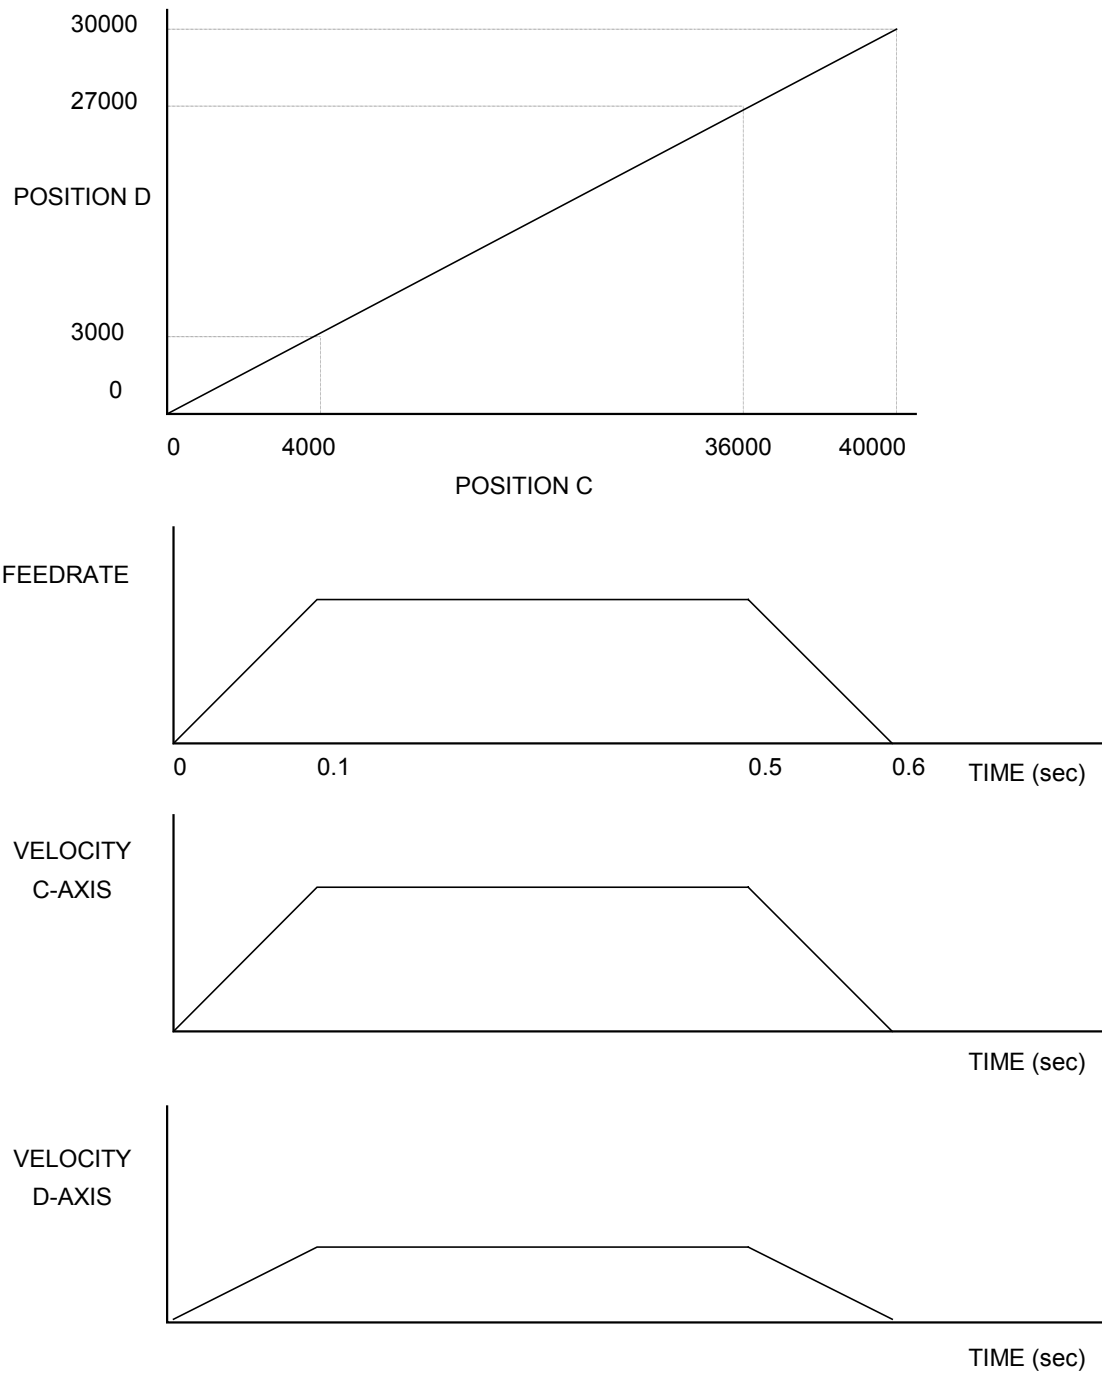 30000
27000
POSITION D
3000
0
0 4000 36000 40000
POSITION C
FEEDRATE
0 0.1 0.5 0.6 TIME (sec)
VELOCITY
C-AXIS
TIME (sec)
VELOCITY
D-AXIS
TIME (sec)